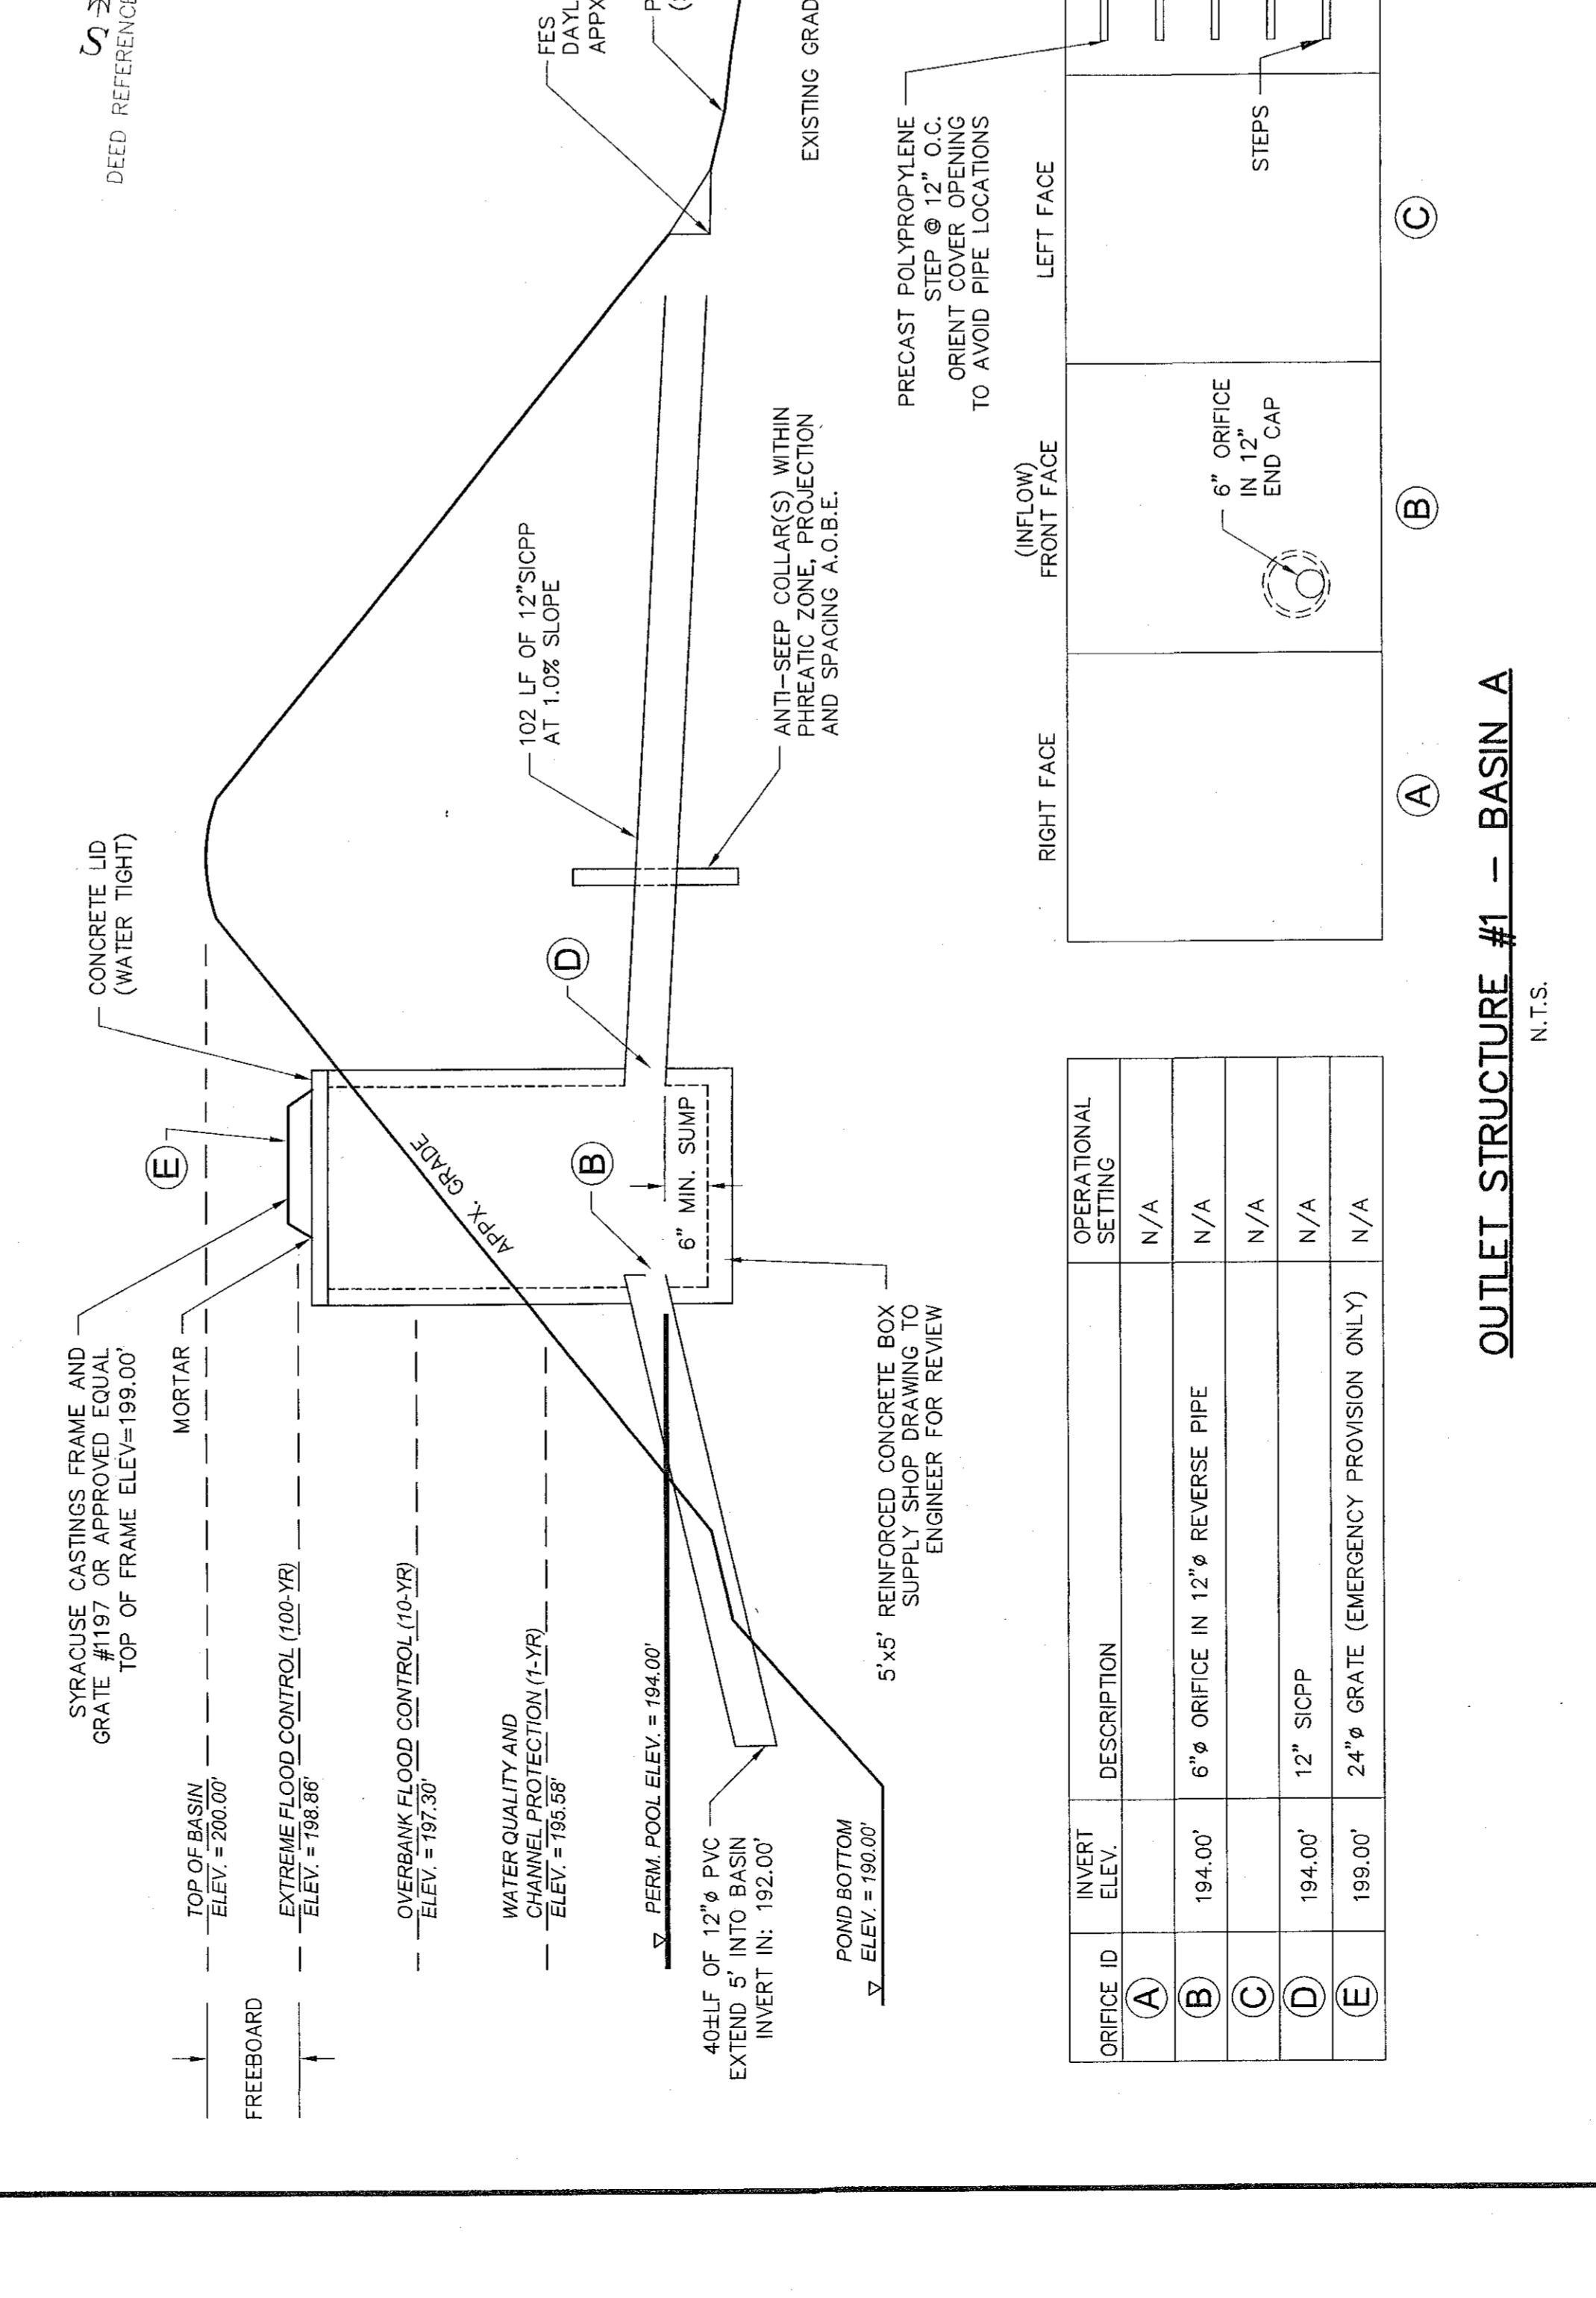 DEED REFERENCE
SYRACUSE CASTINGS FRAME AND
GRATE #1197 OR APPROVED EQUAL
TOP OF FRAME ELEV=199.00'
MORTAR
E
CONCRETE LID
(WATER TIGHT)
FES
DAYL
APPX
TOP OF BASIN
ELEV. = 200.00'
FREEBOARD
EXTREME FLOOD CONTROL (100-YR)
ELEV. = 198.86'
OVERBANK FLOOD CONTROL (10-YR)
ELEV. = 197.30'
WATER QUALITY AND
CHANNEL PROTECTION (1-YR)
ELEV. = 195.58'
PERM. POOL ELEV. = 194.00'
APPX. GRADE
B
6" MIN. SUMP
D
102 LF OF 12"SICPP
AT 1.0% SLOPE
ANTI-SEEP COLLAR(S) WITHIN
PHREATIC ZONE, PROJECTION
AND SPACING A.O.B.E.
EXISTING GRAD
40±LF OF 12"ø PVC
EXTEND 5' INTO BASIN
INVERT IN: 192.00'
POND BOTTOM
ELEV. = 190.00'
5'x5' REINFORCED CONCRETE BOX
SUPPLY SHOP DRAWING TO
ENGINEER FOR REVIEW
PRECAST POLYPROPYLENE
STEP @ 12" O.C.
ORIENT COVER OPENING
TO AVOID PIPE LOCATIONS
ORIFICE ID
INVERT
ELEV.
DESCRIPTION
OPERATIONAL
SETTING
A
N/A
B
194.00'
6"ø ORIFICE IN 12"ø REVERSE PIPE
N/A
C
N/A
D
194.00'
12" SICPP
N/A
E
199.00'
24"ø GRATE (EMERGENCY PROVISION ONLY)
N/A
RIGHT FACE
(INFLOW)
FRONT FACE
LEFT FACE
6" ORIFICE
IN 12"
END CAP
STEPS
A
B
C
OUTLET STRUCTURE #1 - BASIN A
N.T.S.